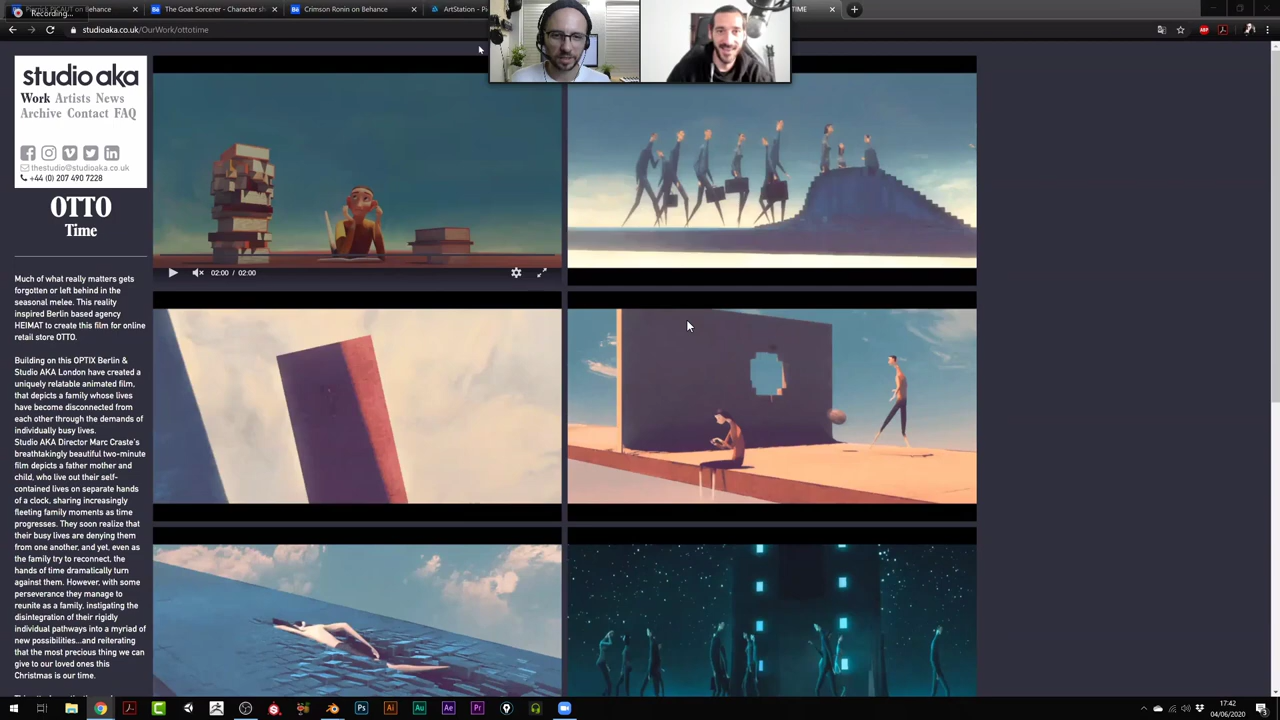 Recording...
The Goat Sorcerer - Character sh
Crimson Ronin on Behance
ArtStation - Pi
TIME
studioaka.co.uk/OurWork/ottotime
studio aka
Work Artists News
Archive Contact FAQ
thestudio@studioaka.co.uk
+44 (0) 207 490 7228
OTTO
Time
02:00 / 02:00
Much of what really matters gets
forgotten or left behind in the
seasonal melee. This reality
inspired Berlin based agency
HEIMAT to create this film for online
retail store OTTO.
Building on this OPTIX Berlin &
Studio AKA London have created a
uniquely relatable animated film,
that depicts a family whose lives
have become disconnected from
each other through the demands of
individually busy lives.
Studio AKA Director Marc Craste's
breathtakingly beautiful two-minute
film depicts a father mother and
child, who live out their self-
contained lives on separate hands
of a clock, sharing increasingly
fleeting family moments as time
progresses. They soon realize that
their busy lives are denying them
from one another, and yet, even as
the family try to reconnect, the
hands of time dramatically turn
against them. However, with some
perseverance they manage to
reunite as a family, instigating the
disintegration of their rigidly
individual pathways into a myriad of
new possibilities...and reiterating
that the most precious thing we can
give to our loved ones this
Christmas is our time.
17:42
04/06/2020